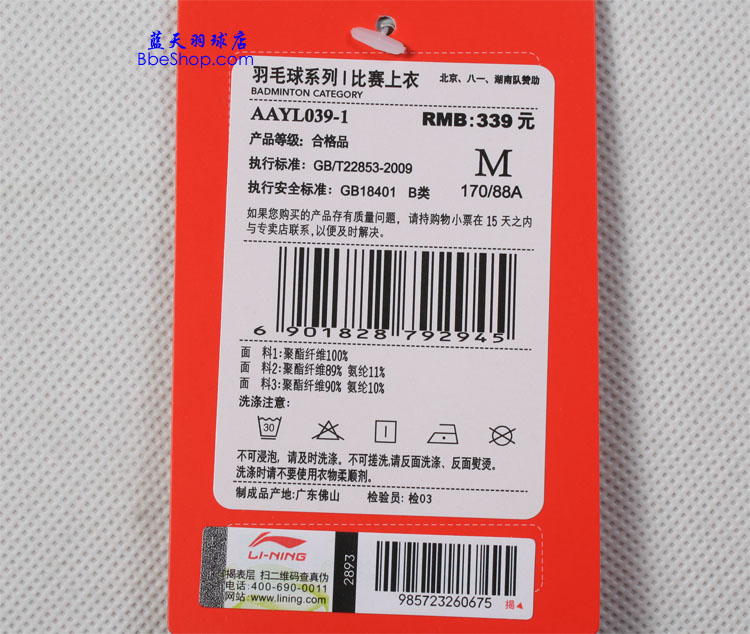 蓝天羽球店
BbeShop.com
羽毛球系列 | 比赛上衣
北京、八一、湖南队赞助
BADMINTON CATEGORY
AAYL039-1
RMB:339 元
产品等级: 合格品
执行标准: GB/T22853-2009
M
执行安全标准: GB18401 B类
170/88A
如果您购买的产品存有质量问题, 请持购物小票在 15 天之内
与专卖店联系,以便及时解决。
6 901828 792945
面 料1:聚酯纤维100%
面 料2:聚酯纤维89% 氨纶11%
面 料3:聚酯纤维90% 氨纶10%
洗涤注意:
30
不可浸泡, 请及时洗涤。不可搓洗,请反面洗涤、反面熨烫。
洗涤时请不要使用衣物柔顺剂。
制成品产地:广东佛山 检验员: 检03
LI-NING
揭表层 扫二维码查真伪
电话:400-690-0011
网站:www.lining.com
2893
985723260675
揭